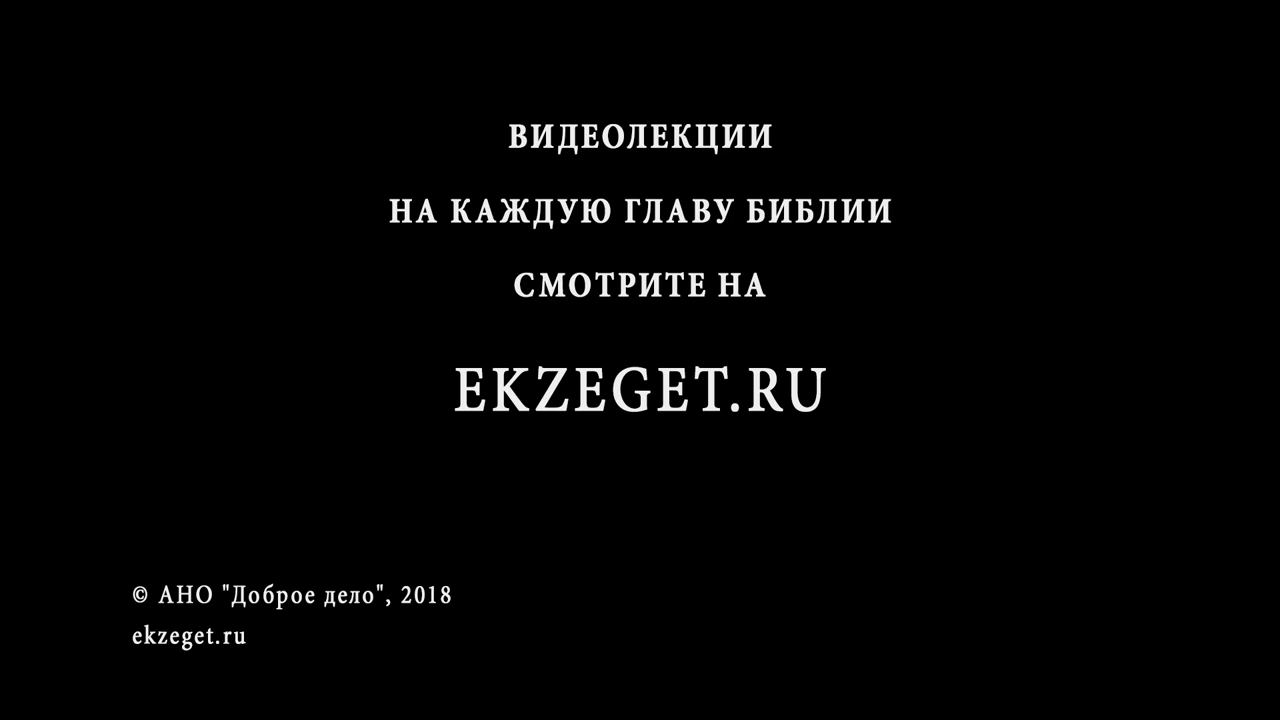 ВИДЕОЛЕКЦИИ
НА КАЖДУЮ ГЛАВУ БИБЛИИ
СМОТРИТЕ НА
EKZEGET.RU
© АНО "Доброе дело", 2018
ekzeget.ru